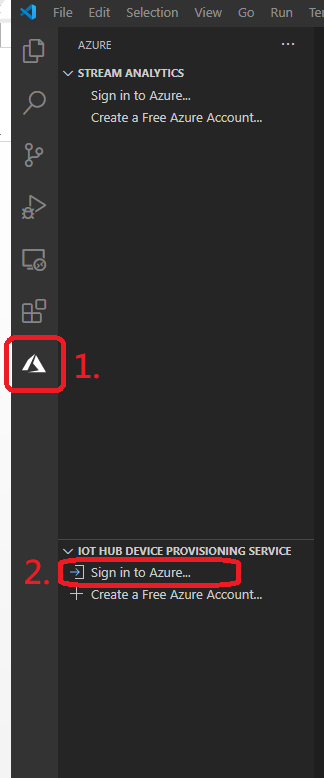 File Edit Selection View Go Run Ter
AZURE ...
STREAM ANALYTICS
Sign in to Azure...
Create a Free Azure Account...
1.
IOT HUB DEVICE PROVISIONING SERVICE
2. Sign in to Azure...
Create a Free Azure Account...